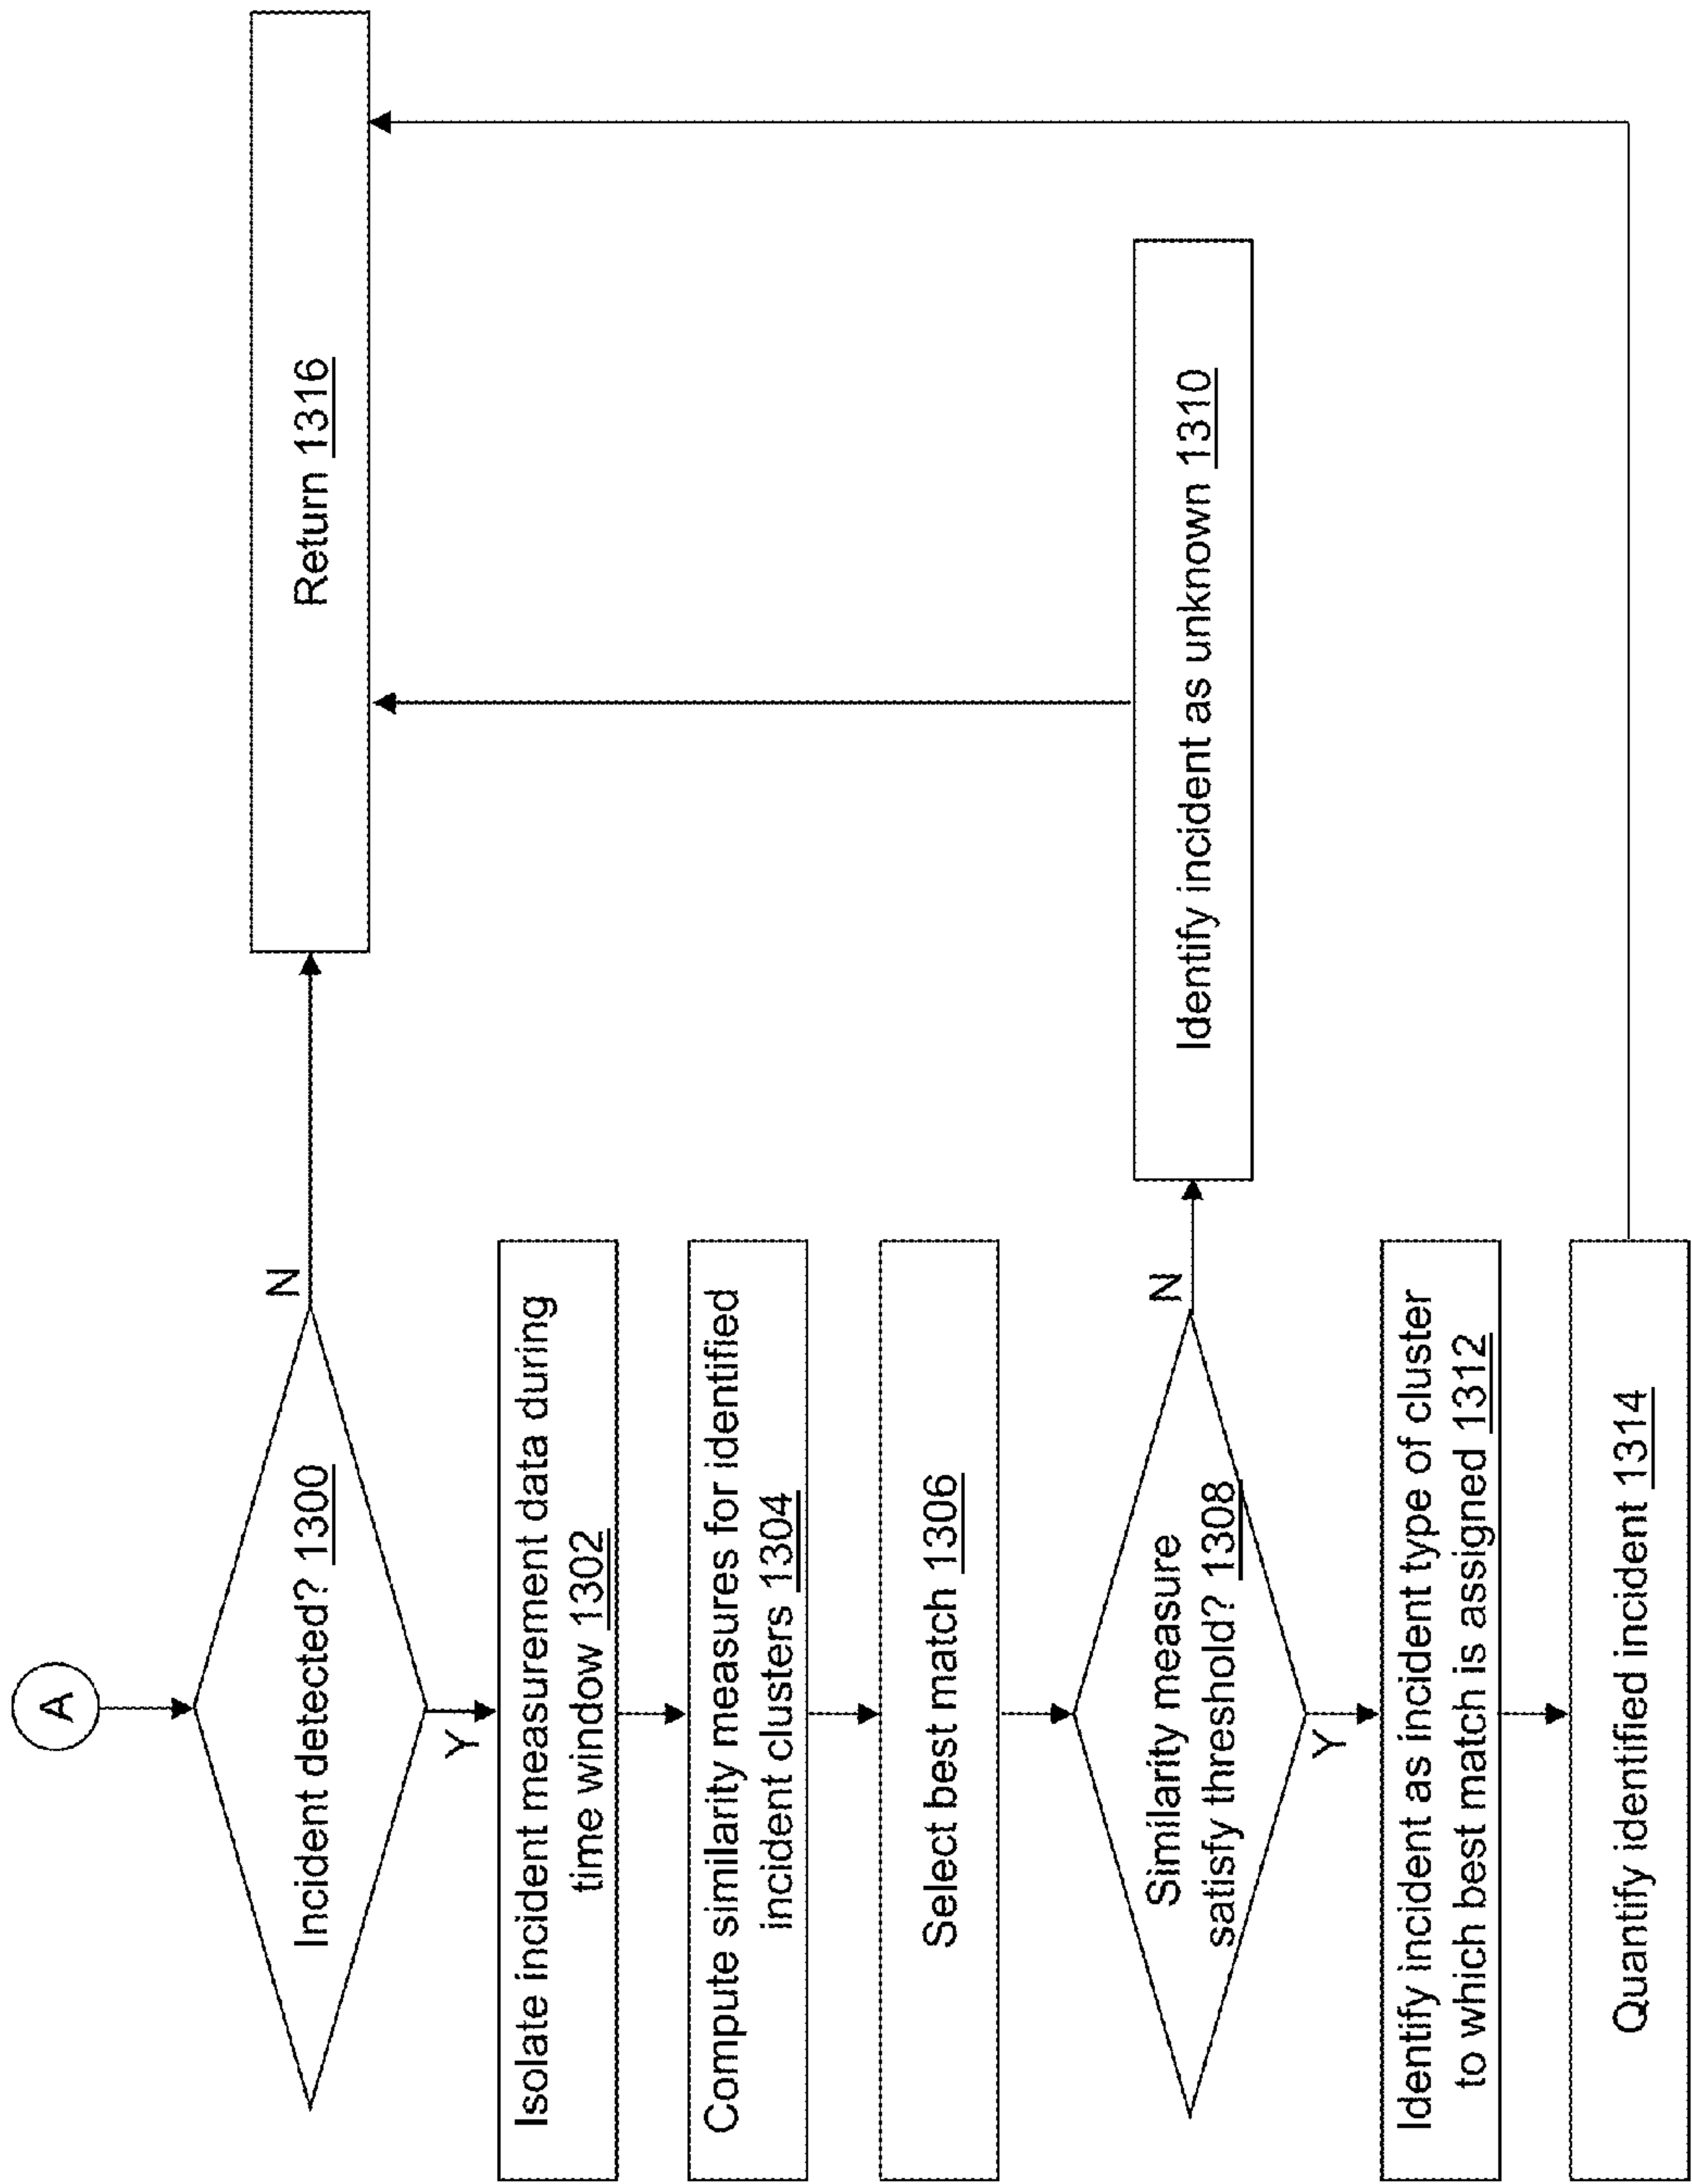 A
Incident detected? 1300
N
Return 1316
Y
Isolate incident measurement data during
time window 1302
Compute similarity measures for identified
incident clusters 1304
Select best match 1306
Similarity measure
satisfy threshold? 1308
N
Identify incident as unknown 1310
Y
Identify incident as incident type of cluster
to which best match is assigned 1312
Quantify identified incident 1314